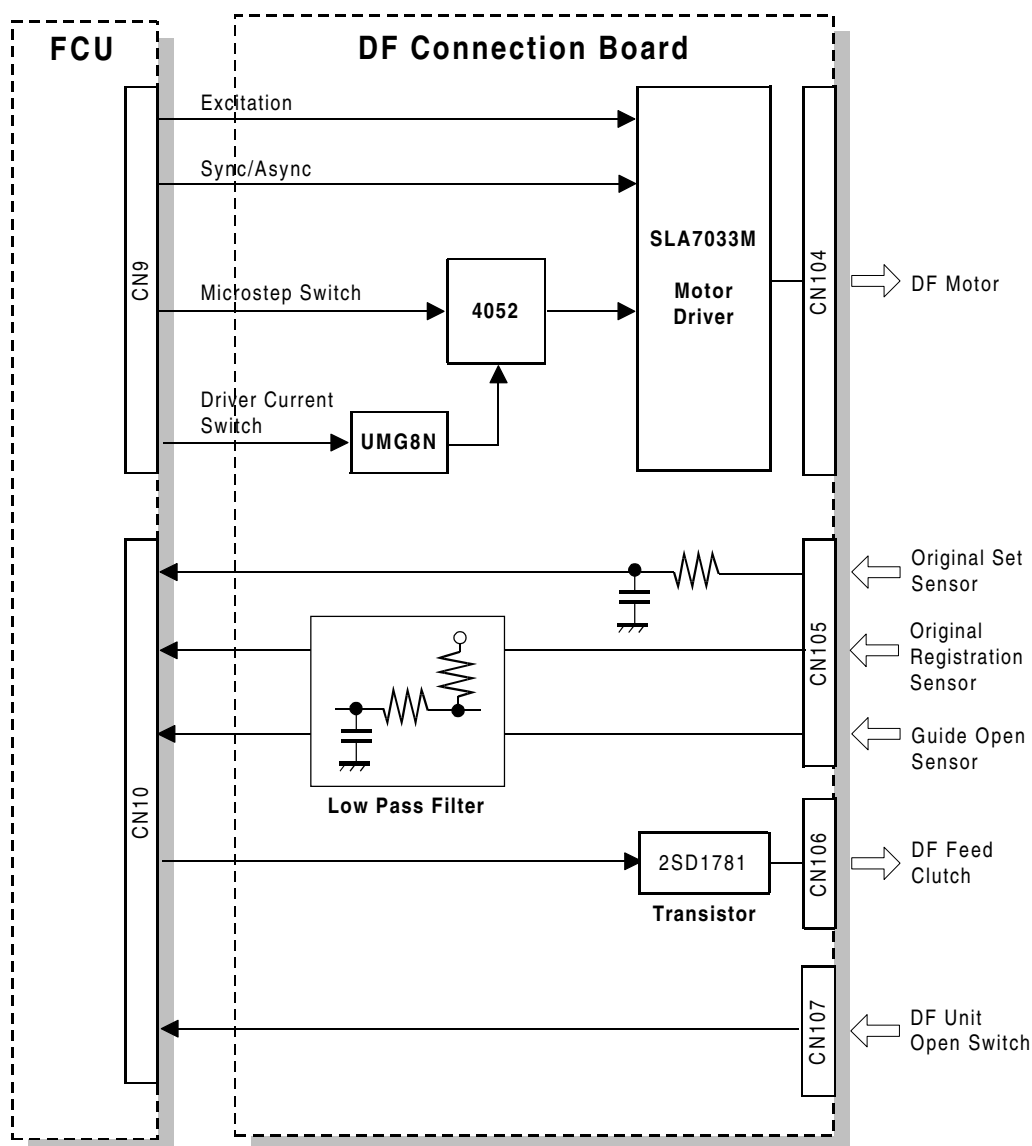 FCU
DF Connection Board
Excitation
Sync/Async
CN9
Microstep Switch
4052
SLA7033M
Motor
Driver
CN104
DF Motor
Driver Current
Switch
UMG8N
Original Set
Sensor
CN105
Original
Registration
Sensor
Guide Open
Sensor
Low Pass Filter
CN10
2SD1781
Transistor
CN106
DF Feed
Clutch
CN107
DF Unit
Open Switch